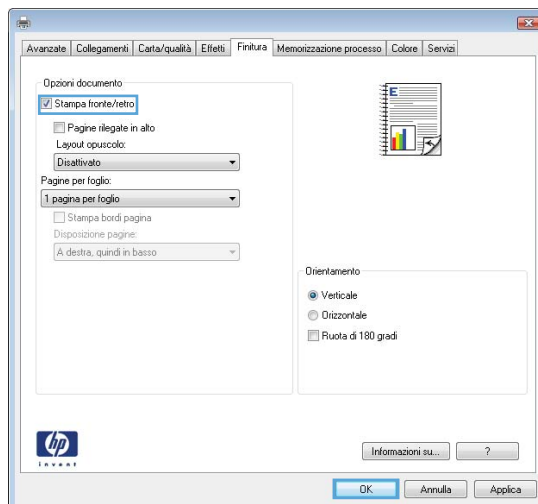 Avanzate Collegamenti Carta/qualità Effetti Finitura Memorizzazione processo Colore Servizi
Opzioni documento
Stampa fronte/retro
Pagine rilegate in alto
Layout opuscolo:
Disattivato
Pagine per foglio:
1 pagina per foglio
Stampa bordi pagina
Disposizione pagine:
A destra, quindi in basso
E
Orientamento
Verticale
Orizzontale
Ruota di 180 gradi
hp
invent
Informazioni su... ?
OK Annulla Applica